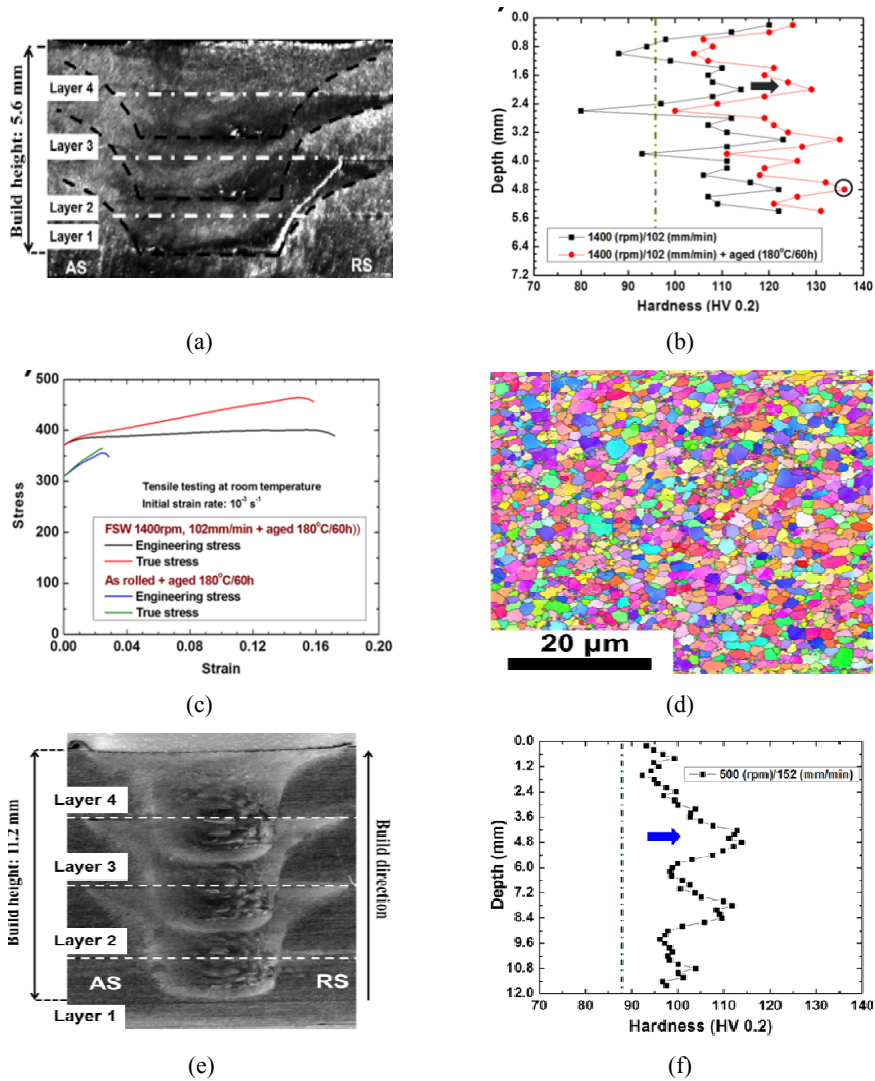 Build height: 5.6 mm
Layer 4
Layer 3
Layer 2
Layer 1
AS
RS
(a)
Depth (mm)
0.0
0.8
1.6
2.4
3.2
4.0
4.8
5.6
6.4
7.2
1400 (rpm)/102 (mm/min)
1400 (rpm)/102 (mm/min) + aged (180°C/60h)
70 80 90 100 110 120 130 140
Hardness (HV 0.2)
(b)
Stress
500
400
300
200
100
0
Tensile testing at room temperature
Initial strain rate: 10⁻³ s⁻¹
FSW 1400rpm, 102mm/min + aged 180°C/60h))
Engineering stress
True stress
As rolled + aged 180°C/60h
Engineering stress
True stress
0.00 0.04 0.08 0.12 0.16 0.20
Strain
(c)
20 µm
(d)
Build height: 11.2 mm
Layer 4
Layer 3
Layer 2
AS
RS
Layer 1
Build direction
(e)
Depth (mm)
0.0
1.2
2.4
3.6
4.8
6.0
7.2
8.4
9.6
10.8
12.0
500 (rpm)/152 (mm/min)
70 80 90 100 110 120 130 140
Hardness (HV 0.2)
(f)